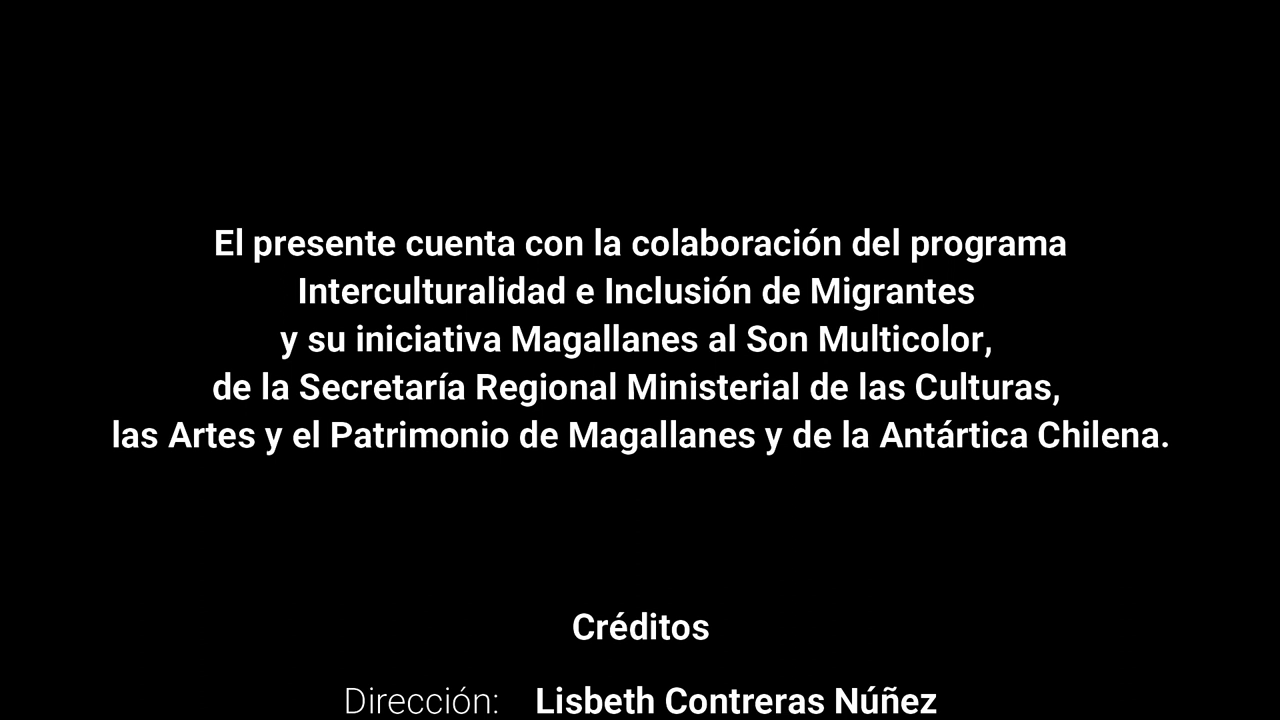 El presente cuenta con la colaboración del programa
Interculturalidad e Inclusión de Migrantes
y su iniciativa Magallanes al Son Multicolor,
de la Secretaría Regional Ministerial de las Culturas,
las Artes y el Patrimonio de Magallanes y de la Antártica Chilena.
Créditos
Dirección: Lisbeth Contreras Núñez